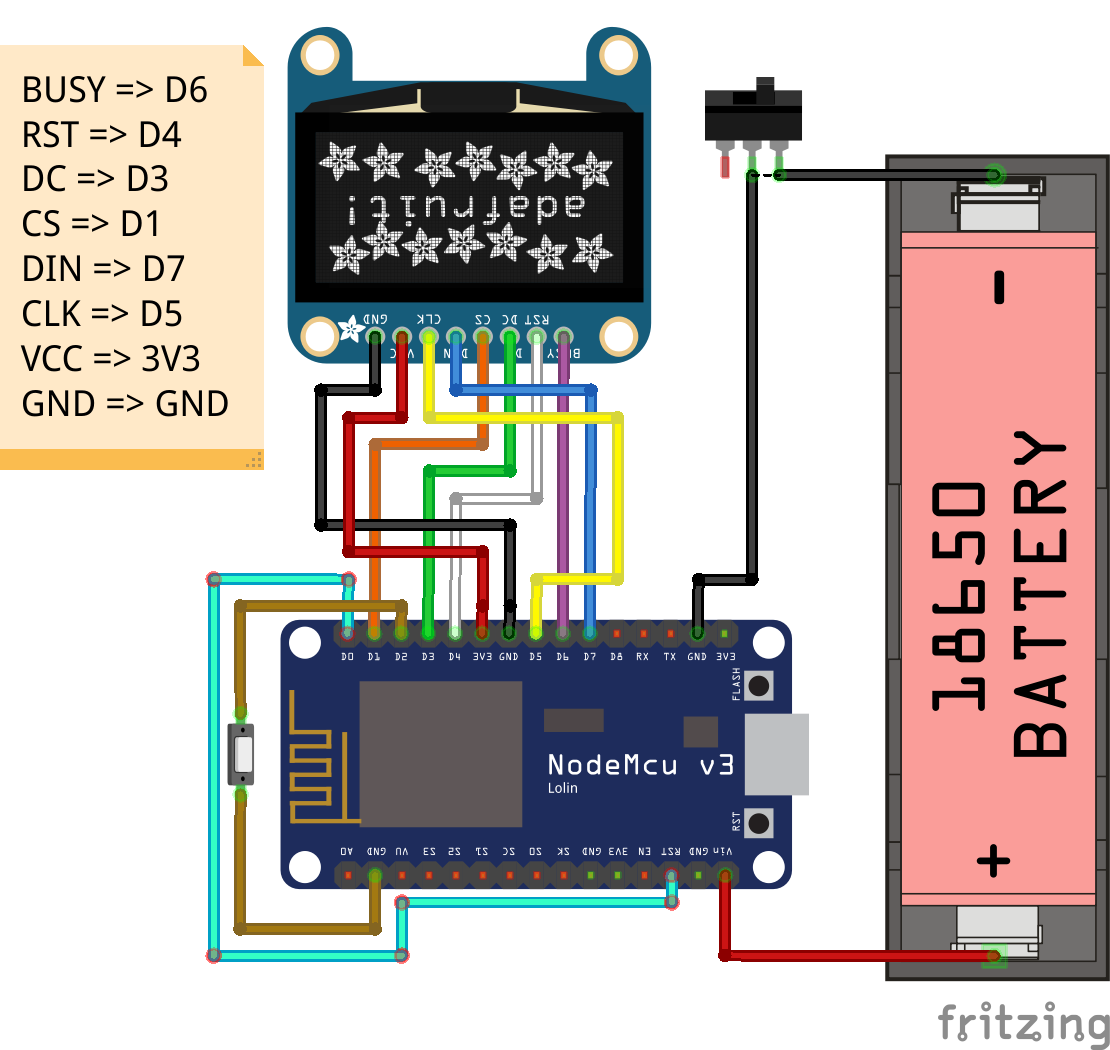 BUSY => D6
RST => D4
DC => D3
CS => D1
DIN => D7
CLK => D5
VCC => 3V3
GND => GND
adafruit!
GND CLK CS DC RST
D0 D1 D2 D3 D4 3V3 GND D5 D6 D7 D8 RX TX GND 3V3
FLASH
NodeMcu v3
Lolin
RST
A0 GND VU S3 S2 S1 SC S0 SK GND 3V3 EN RST GND Vin
-
18650
BATTERY
+
fritzing